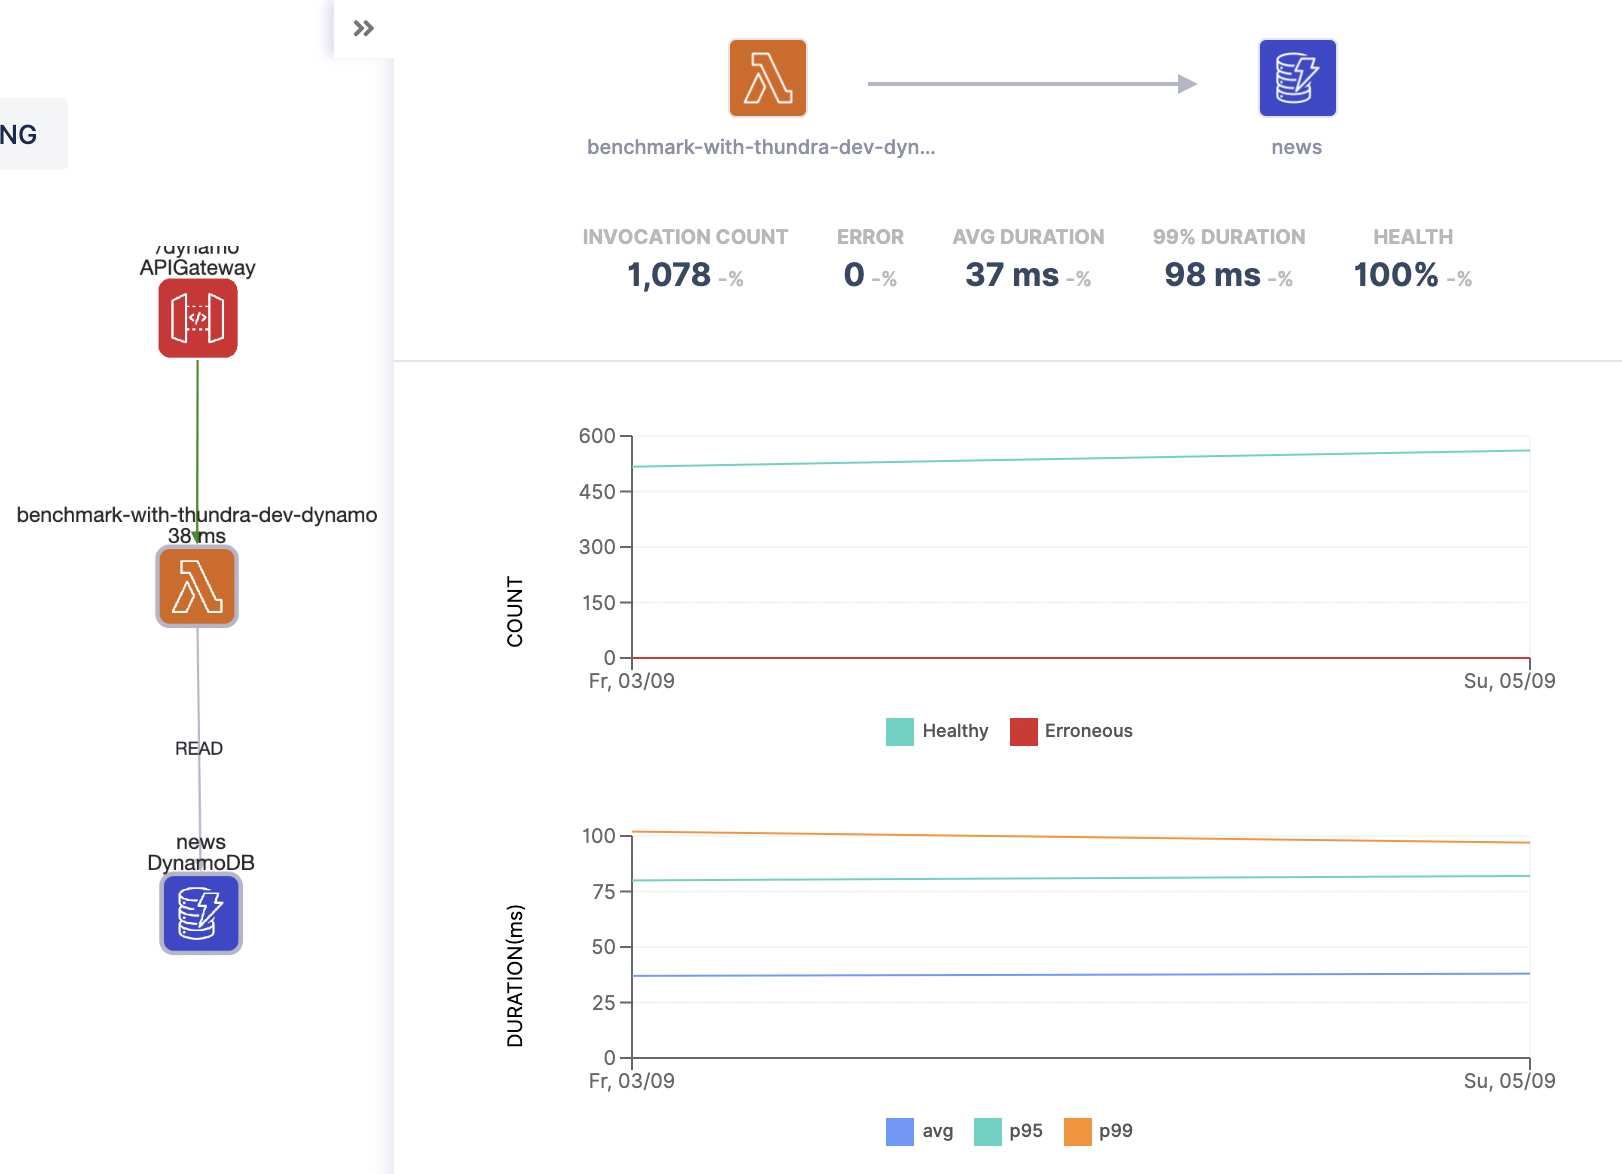 NG
/dynamo
APIGateway
benchmark-with-thundra-dev-dynamo
38 ms
READ
news
DynamoDB
benchmark-with-thundra-dev-dyn...
news
INVOCATION COUNT ERROR AVG DURATION 99% DURATION HEALTH
1,078 -% 0 -% 37 ms -% 98 ms -% 100% -%
600
450
300
150
0
COUNT
Fr, 03/09 Su, 05/09
Healthy Erroneous
100
75
50
25
0
DURATION(ms)
Fr, 03/09 Su, 05/09
avg p95 p99